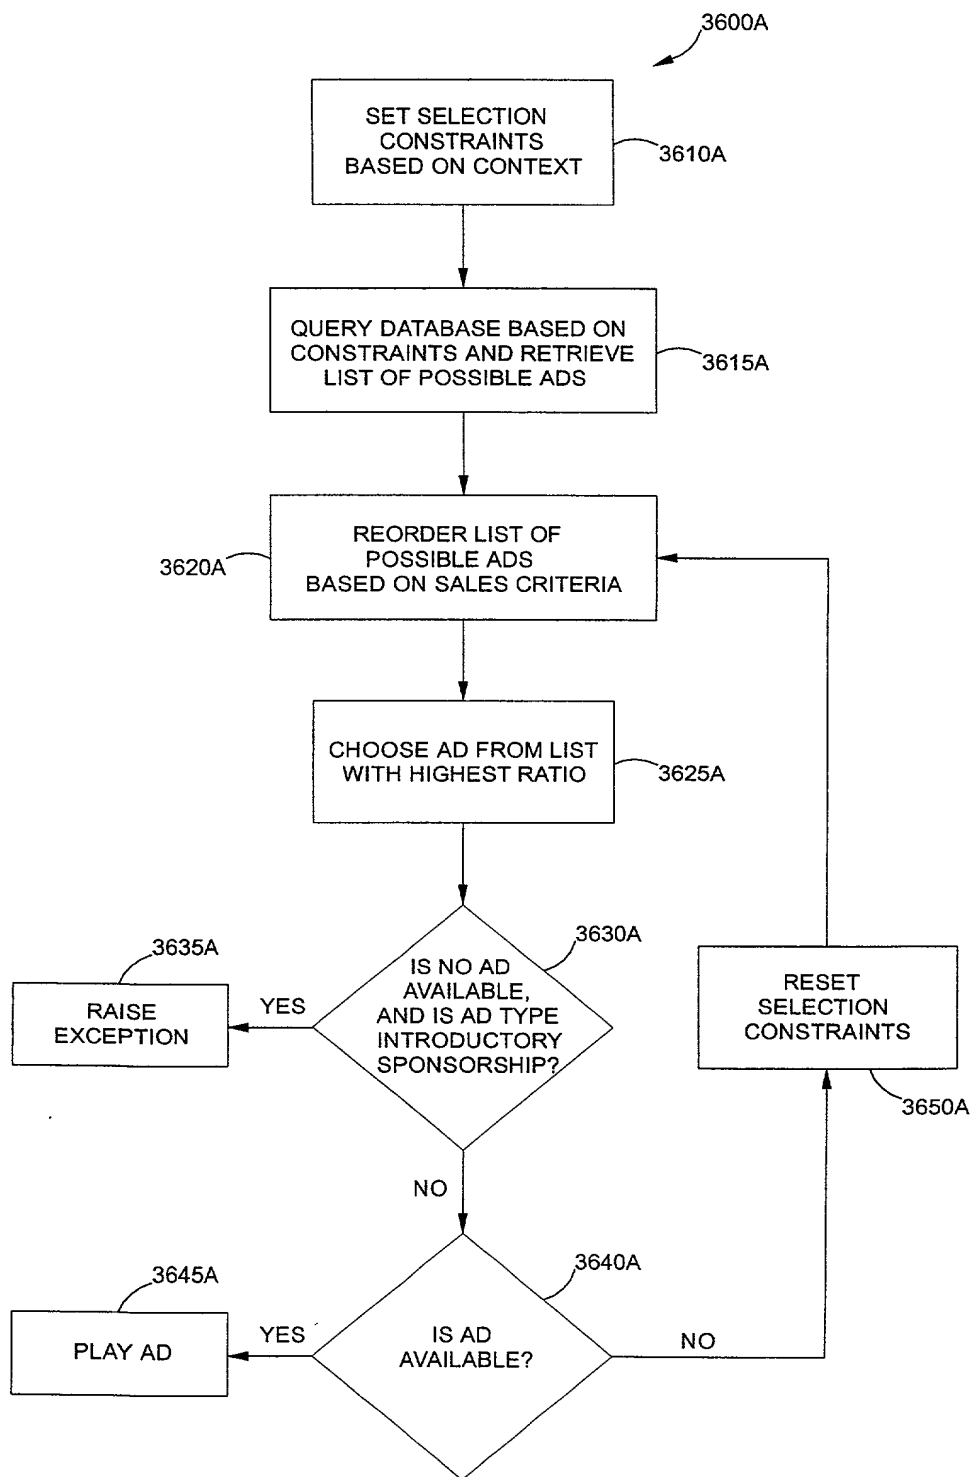 3600A
SET SELECTION
CONSTRAINTS
BASED ON CONTEXT
3610A
QUERY DATABASE BASED ON
CONSTRAINTS AND RETRIEVE
LIST OF POSSIBLE ADS
3615A
REORDER LIST OF
POSSIBLE ADS
BASED ON SALES CRITERIA
3620A
CHOOSE AD FROM LIST
WITH HIGHEST RATIO
3625A
3630A
IS NO AD
AVAILABLE,
AND IS AD TYPE
INTRODUCTORY
SPONSORSHIP?
YES
3635A
RAISE
EXCEPTION
RESET
SELECTION
CONSTRAINTS
3650A
NO
3640A
IS AD
AVAILABLE?
YES
3645A
PLAY AD
NO